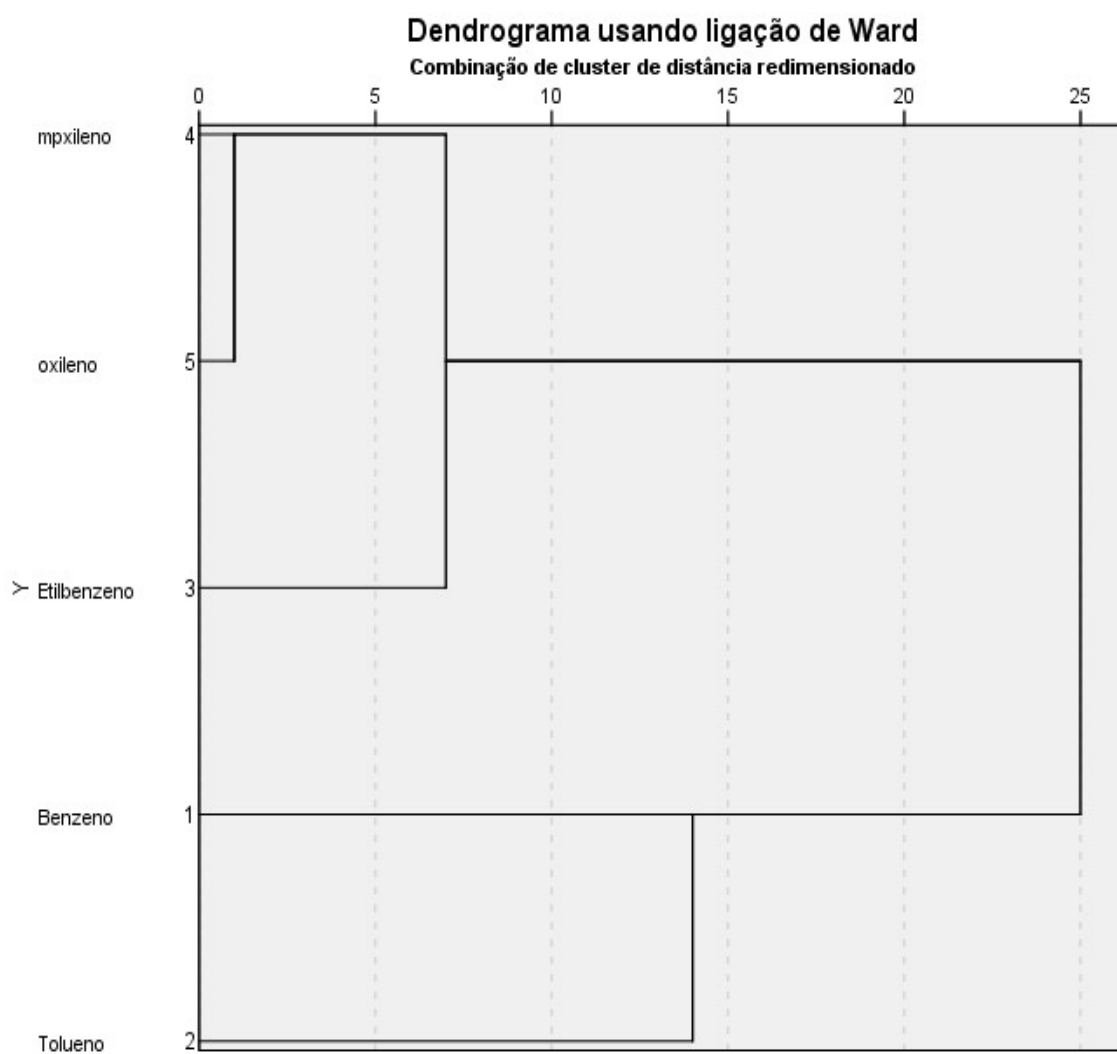 Dendrograma usando ligação de Ward
Combinação de cluster de distância redimensionado
0 5 10 15 20 25
mpxileno 4
oxileno 5
Y Etilbenzeno 3
Benzeno 1
Tolueno 2